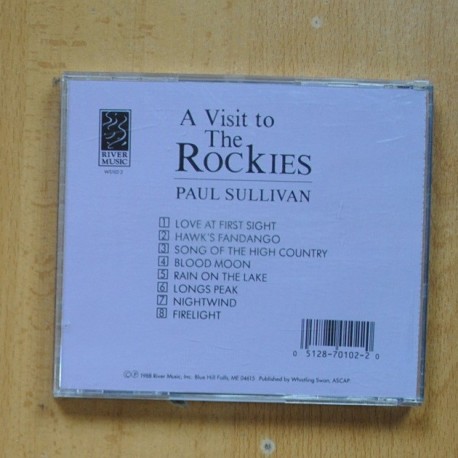 RIVER
MUSIC
A Visit to
The
ROCKIES
PAUL SULLIVAN
1 LOVE AT FIRST SIGHT
2 HAWK'S FANDANGO
3 SONG OF THE HIGH COUNTRY
4 BLOOD MOON
5 RAIN ON THE LAKE
6 LONGS PEAK
7 NIGHTWIND
8 FIRELIGHT
0 5128-70102-2 0
©℗ 1988 River Music, Inc. Blue Hill Falls, ME 04615. Published by Whistling Swan, ASCAP